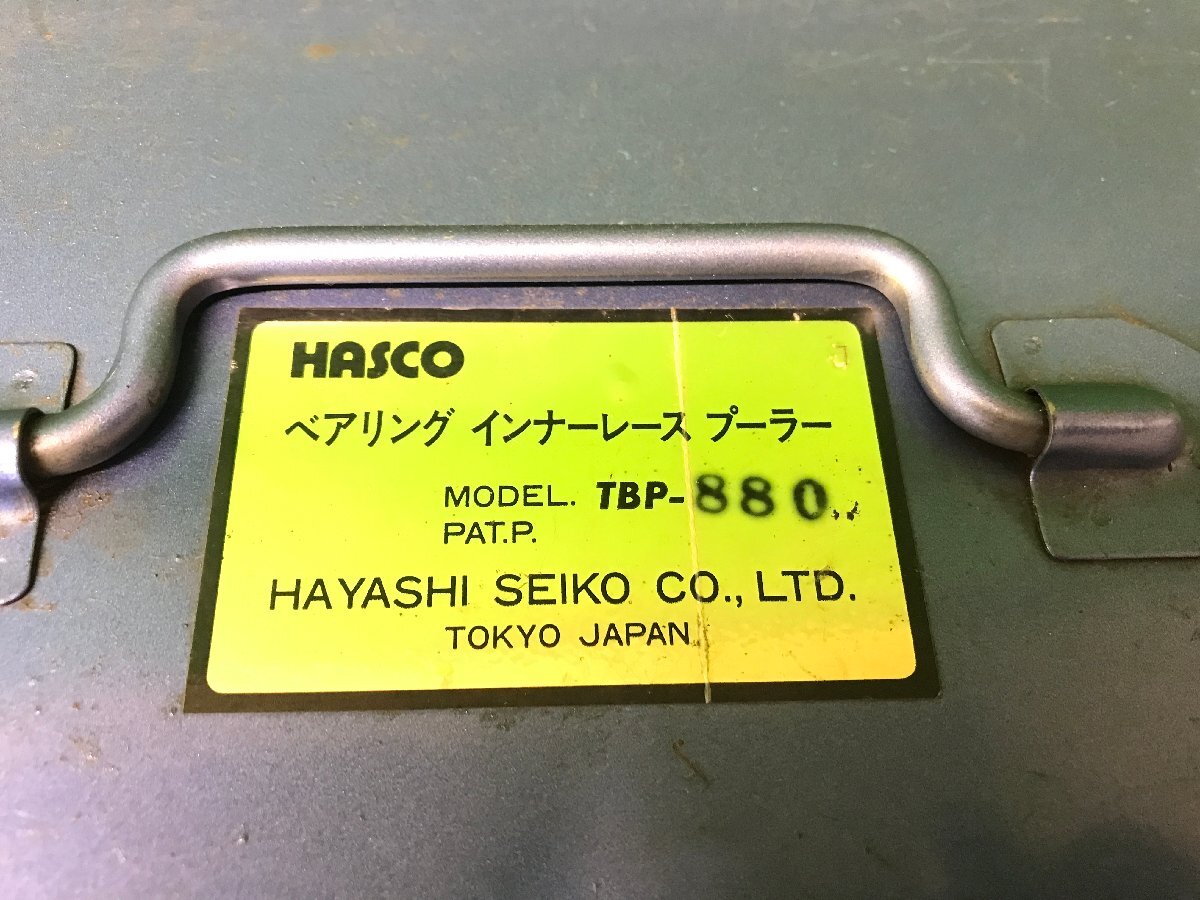 HASCO
ベアリング インナーレース プーラー
MODEL. TBP-880
PAT.P.
HAYASHI SEIKO CO., LTD.
TOKYO JAPAN